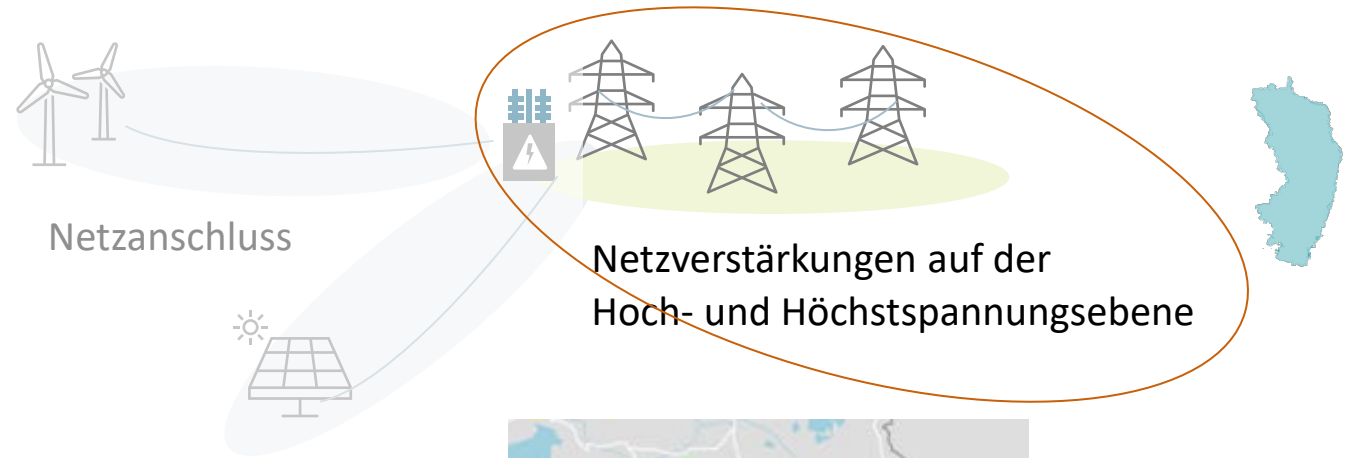 Netzanschluss
Netzverstärkungen auf der
Hoch- und Höchstspannungsebene